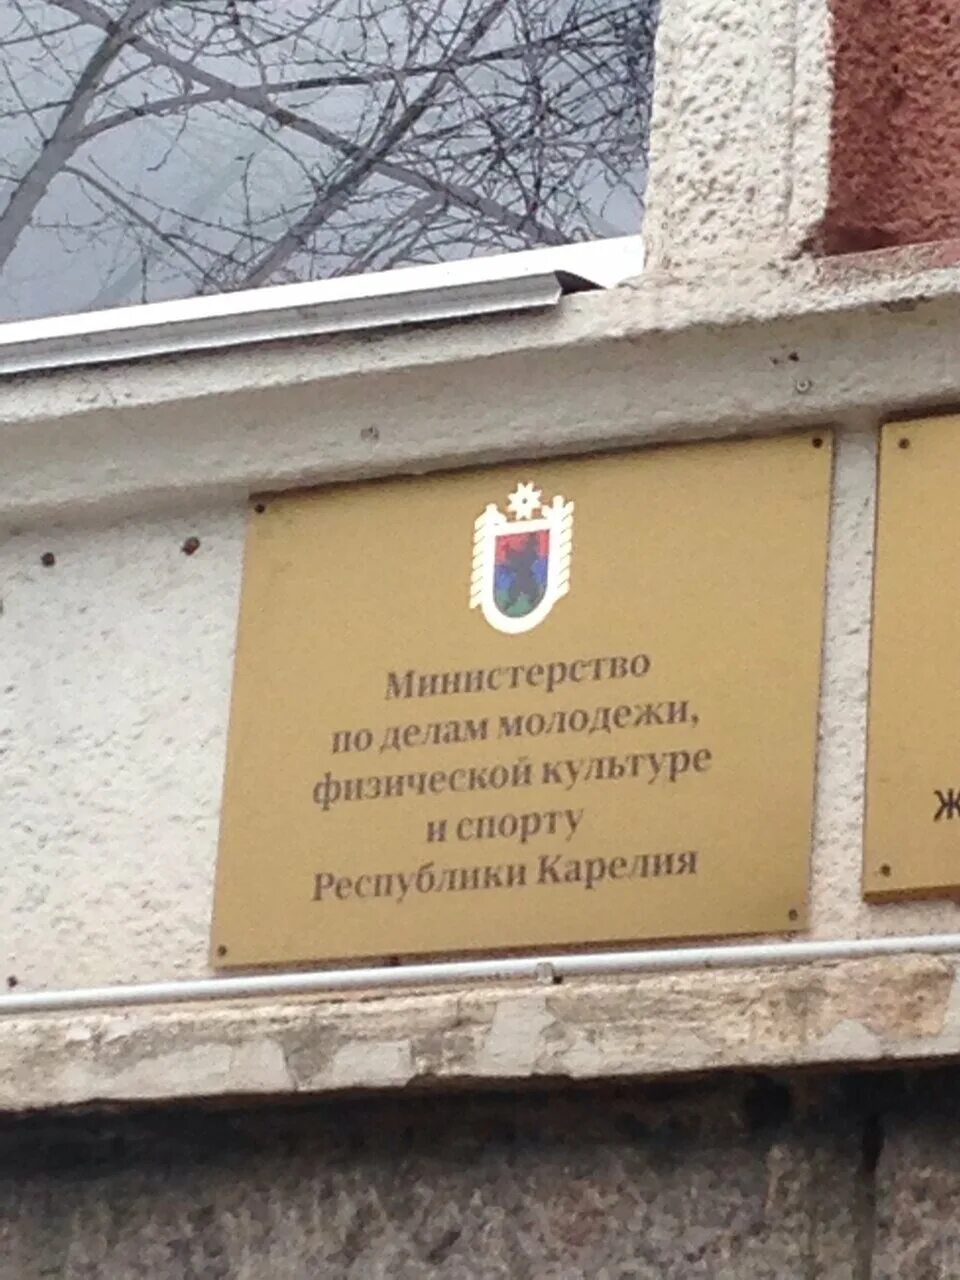 Министерство
по делам молодежи,
физической культуре
и спорту
Республики Карелия